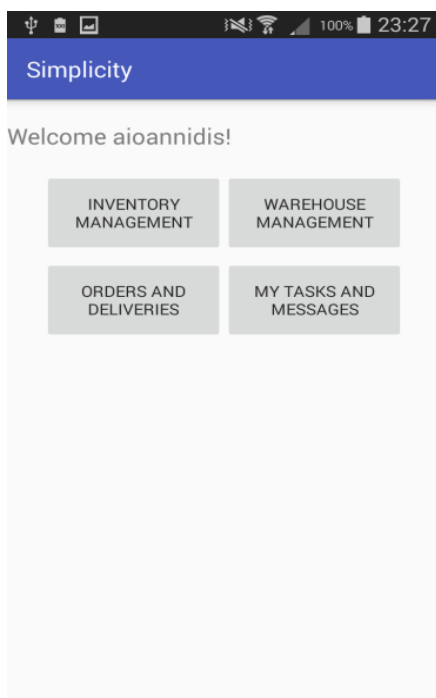 100% 23:27
Simplicity
Welcome aioannidis!
INVENTORY
MANAGEMENT
WAREHOUSE
MANAGEMENT
ORDERS AND
DELIVERIES
MY TASKS AND
MESSAGES